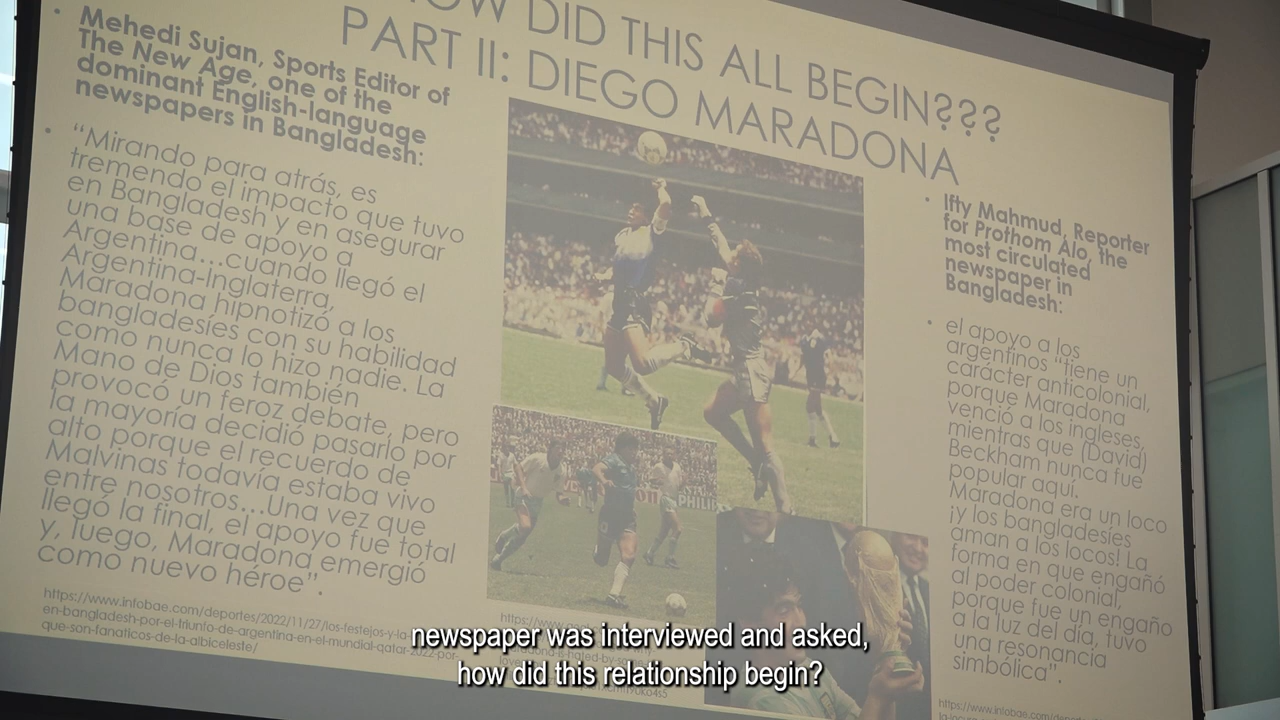 HOW DID THIS ALL BEGIN???
PART II: DIEGO MARADONA
• Mehedi Sujan, Sports Editor of
The New Age, one of the
dominant English-language
newspapers in Bangladesh:
• “Mirando para atrás, es
tremendo el impacto que tuvo
en Bangladesh y en asegurar
una base de apoyo a
Argentina...cuando llegó el
Argentina-Inglaterra,
Maradona hipnotizó a los
bangladesíes con su habilidad
como nunca lo hizo nadie. La
Mano de Dios también
provocó un feroz debate, pero
la mayoría decidió pasarlo por
alto porque el recuerdo de
Malvinas todavía estaba vivo
entre nosotros...Una vez que
llegó la final, el apoyo fue total
y, luego, Maradona emergió
como nuevo héroe”.
https://www.infobae.com/deportes/2022/11/27/los-festejos-y-la-
en-bangladesh-por-el-triunfo-de-argentina-en-el-mundial-qatar-2022-por-
que-son-fanaticos-de-la-albiceleste/
PHILIP
• Ifty Mahmud, Reporter
for Prothom Alo, the
most circulated
newspaper in
Bangladesh:
• el apoyo a los
argentinos “tiene un
carácter anticolonial,
porque Maradona
venció a los ingleses,
mientras que (David)
Beckham nunca fue
popular aquí.
Maradona era un loco
¡y los bangladesíes
aman a los locos! La
forma en que engañó
al poder colonial,
porque fue un engaño
a la luz del día, tuvo
una resonancia
simbólica”.
newspaper was interviewed and asked,
how did this relationship begin?